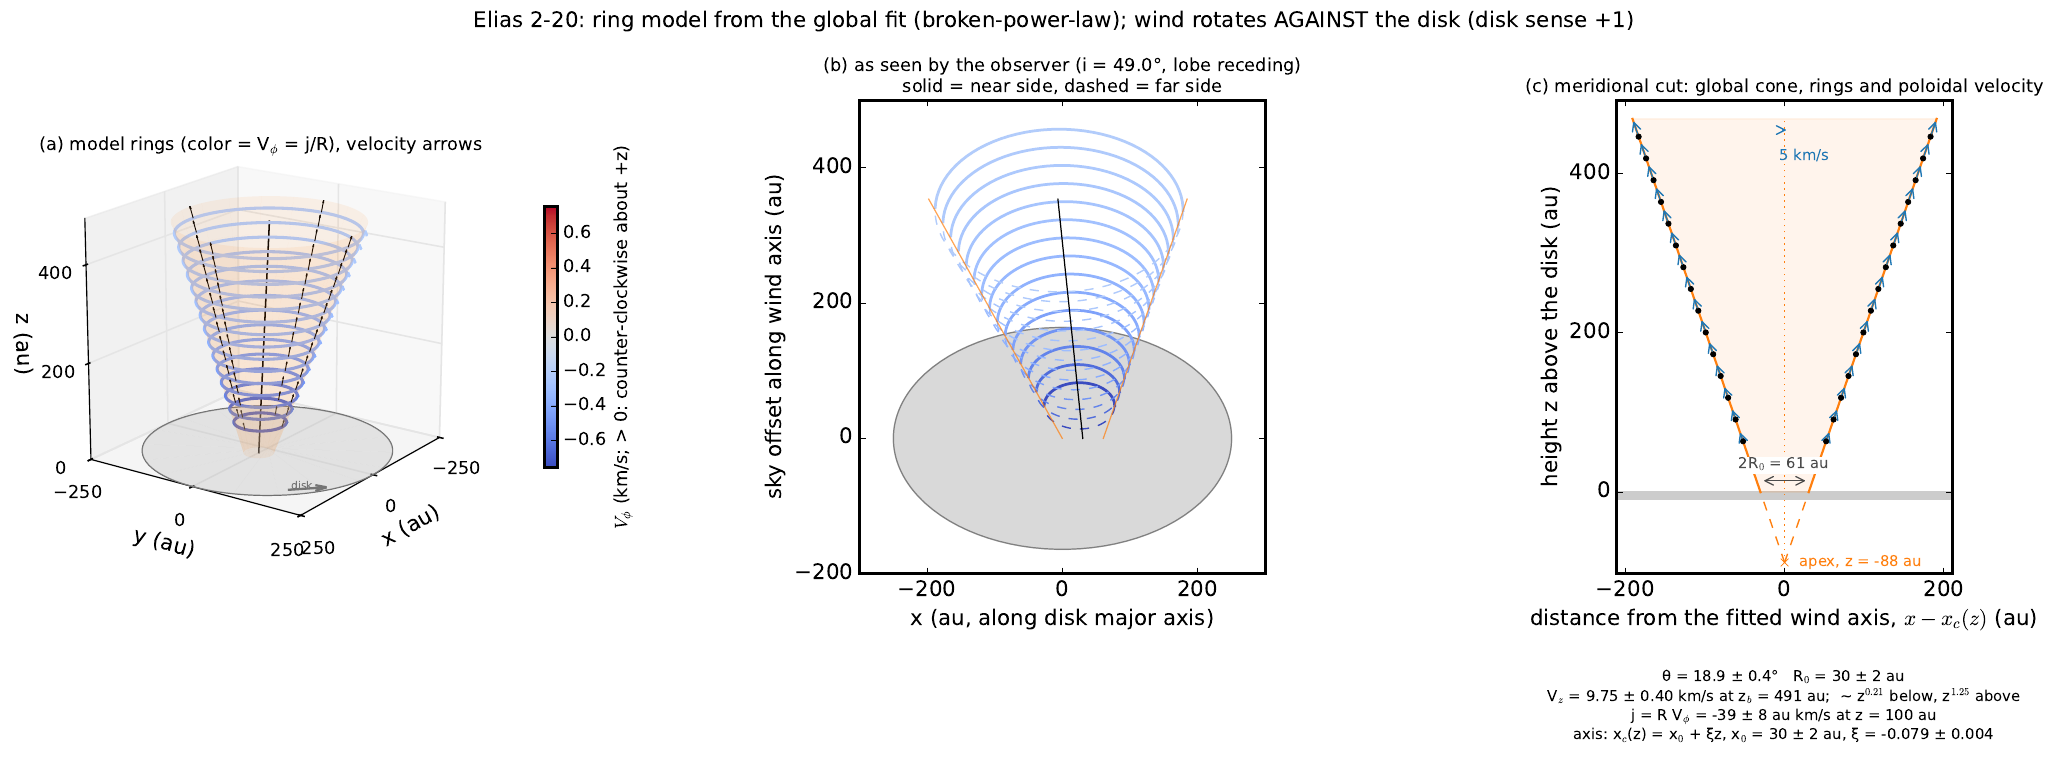 Elias 2-20: ring model from the global fit (broken-power-law); wind rotates AGAINST the disk (disk sense +1)
(a) model rings (color = V_ϕ = j/R), velocity arrows
z (au)
400
200
0
−250
0
250
y (au)
250
0
−250
x (au)
disk
0.6
0.4
0.2
0.0
−0.2
−0.4
−0.6
V_ϕ (km/s; > 0: counter-clockwise about +z)
(b) as seen by the observer (i = 49.0°, lobe receding)
solid = near side, dashed = far side
sky offset along wind axis (au)
400
200
0
−200
−200
0
200
x (au, along disk major axis)
(c) meridional cut: global cone, rings and poloidal velocity
height z above the disk (au)
400
200
0
5 km/s
2R₀ = 61 au
apex, z = -88 au
−200
0
200
distance from the fitted wind axis, x − x_c(z) (au)
θ = 18.9 ± 0.4° R₀ = 30 ± 2 au
V_z = 9.75 ± 0.40 km/s at z_b = 491 au; ~ z^0.21 below, z^1.25 above
j = R V_ϕ = -39 ± 8 au km/s at z = 100 au
axis: x_c(z) = x₀ + ξz, x₀ = 30 ± 2 au, ξ = -0.079 ± 0.004